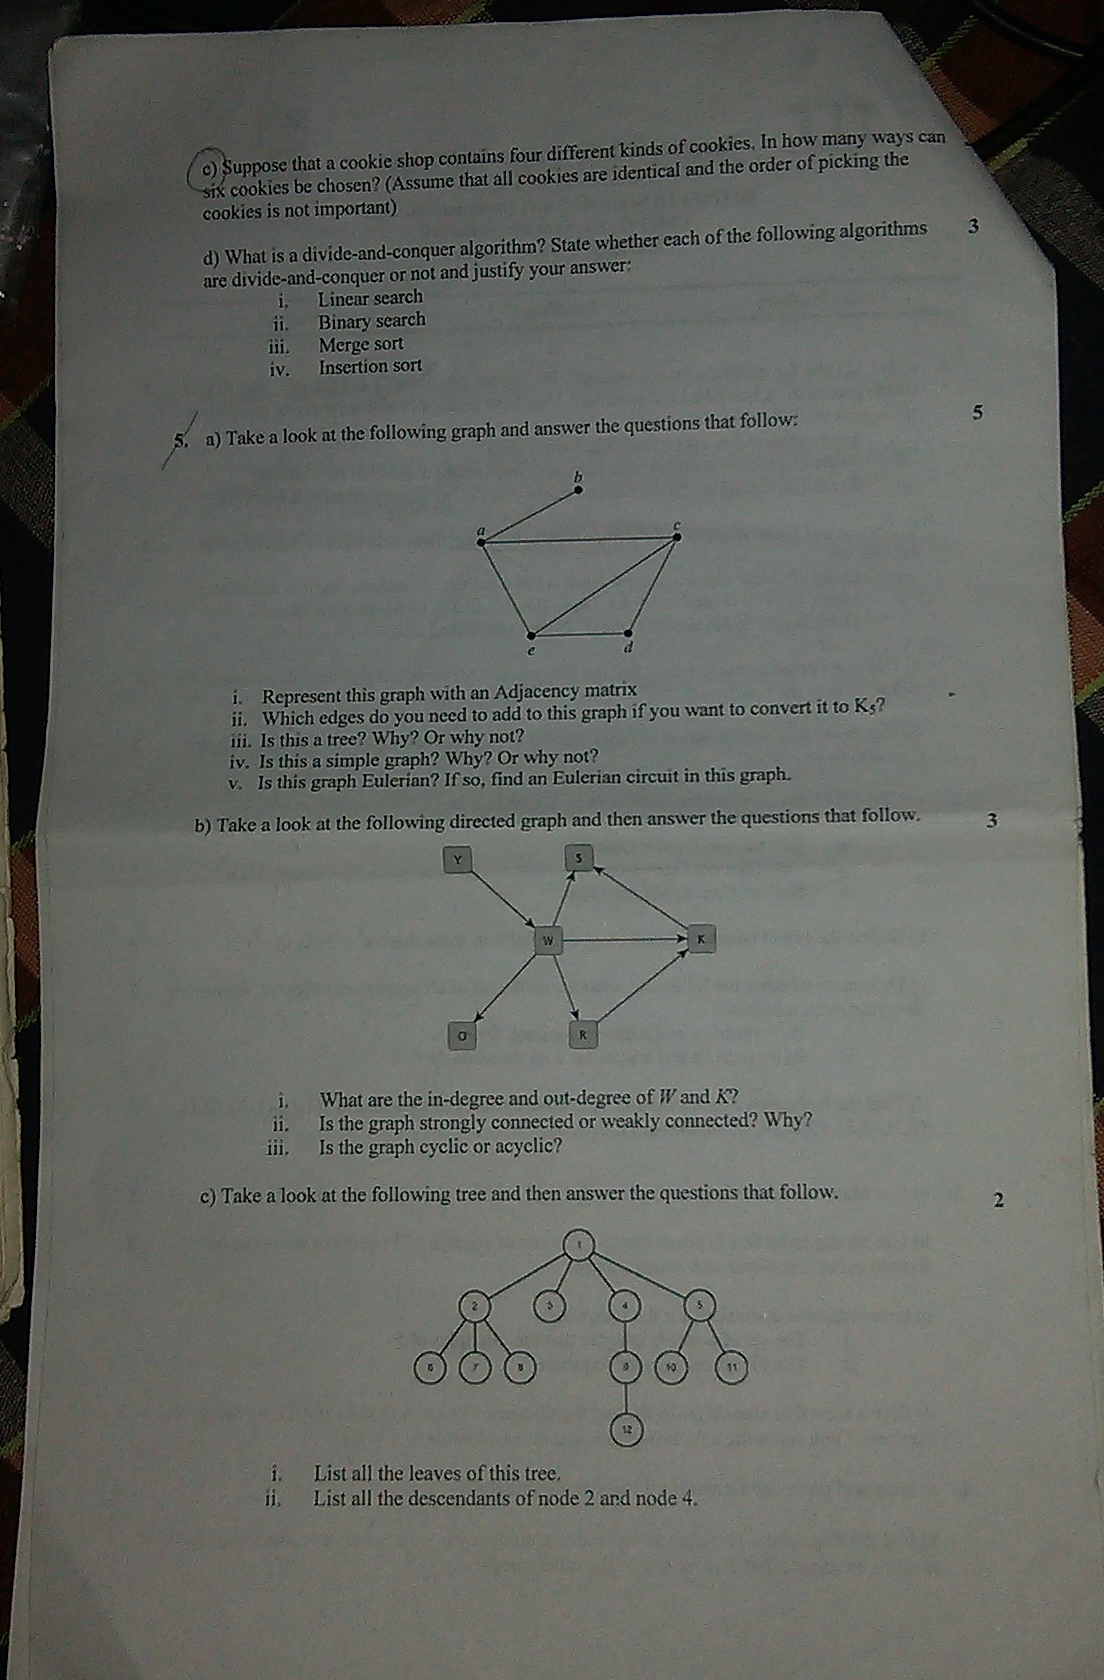 c) Suppose that a cookie shop contains four different kinds of cookies. In how many ways can
six cookies be chosen? (Assume that all cookies are identical and the order of picking the
cookies is not important)
d) What is a divide-and-conquer algorithm? State whether each of the following algorithms 3
are divide-and-conquer or not and justify your answer:
i. Linear search
ii. Binary search
iii. Merge sort
iv. Insertion sort
5. a) Take a look at the following graph and answer the questions that follow: 5
b
a c
e d
i. Represent this graph with an Adjacency matrix
ii. Which edges do you need to add to this graph if you want to convert it to K5?
iii. Is this a tree? Why? Or why not?
iv. Is this a simple graph? Why? Or why not?
v. Is this graph Eulerian? If so, find an Eulerian circuit in this graph.
b) Take a look at the following directed graph and then answer the questions that follow. 3
Y S
W K
O R
i. What are the in-degree and out-degree of W and K?
ii. Is the graph strongly connected or weakly connected? Why?
iii. Is the graph cyclic or acyclic?
c) Take a look at the following tree and then answer the questions that follow. 2
1
2 3 4 5
6 7 8 9 10 11
12
i. List all the leaves of this tree.
ii. List all the descendants of node 2 and node 4.